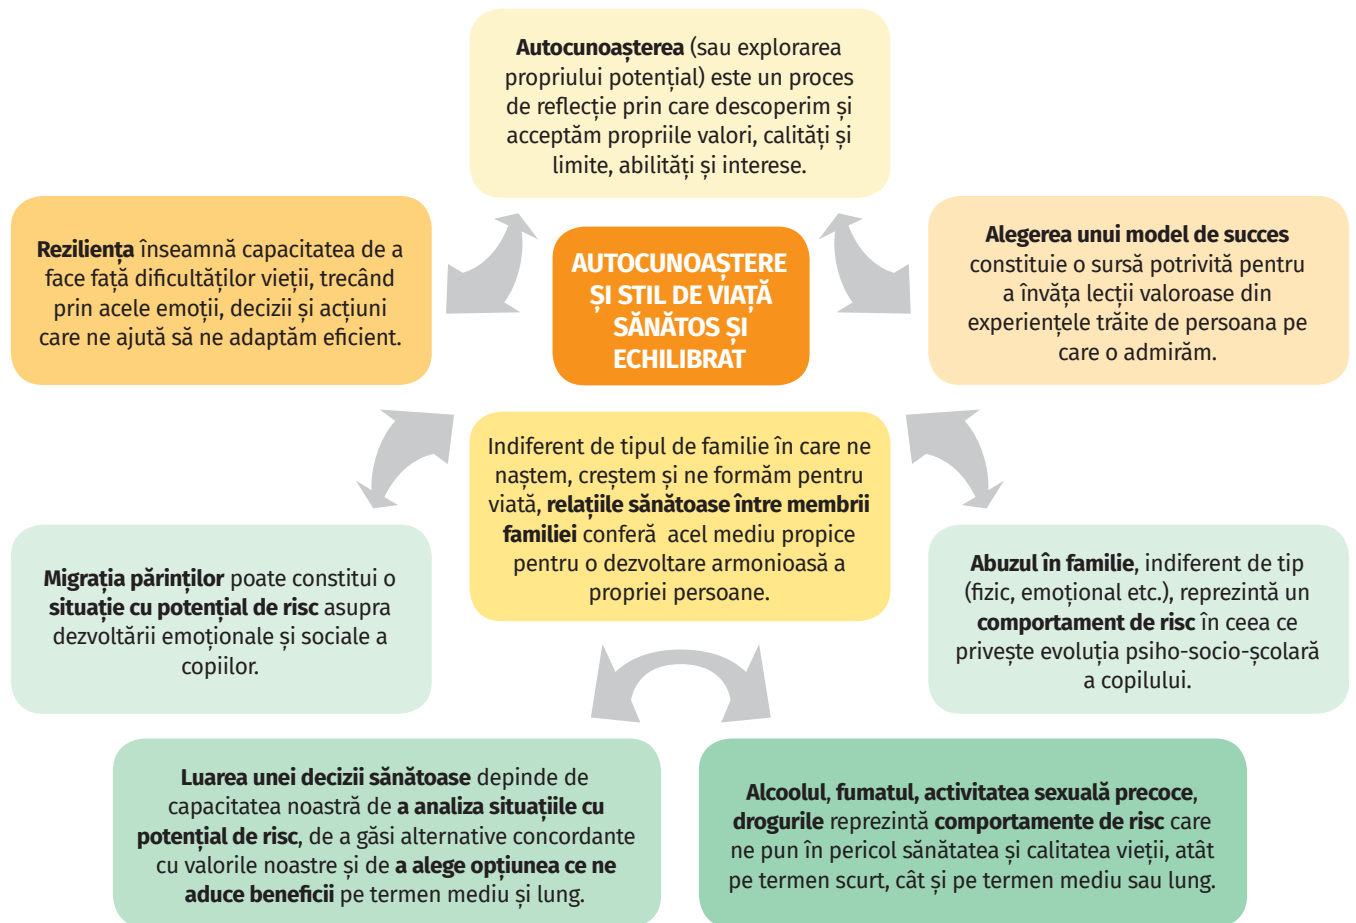 Autocunoașterea (sau explorarea
propriului potențial) este un proces
de reflecție prin care descoperim și
acceptăm propriile valori, calități și
limite, abilități și interese.
Reziliența înseamnă capacitatea de a
face față dificultăților vieții, trecând
prin acele emoții, decizii și acțiuni
care ne ajută să ne adaptăm eficient.
AUTOCUNOAȘTERE
ȘI STIL DE VIAȚĂ
SĂNĂTOS ȘI
ECHILIBRAT
Alegerea unui model de succes
constituie o sursă potrivită pentru
a învăța lecții valoroase din
experiențele trăite de persoana pe
care o admirăm.
Indiferent de tipul de familie în care ne
naștem, creștem și ne formăm pentru
viată, relațiile sănătoase între membrii
familiei conferă acel mediu propice
pentru o dezvoltare armonioasă a
propriei persoane.
Migrația părinților poate constitui o
situație cu potențial de risc asupra
dezvoltării emoționale și sociale a
copiilor.
Abuzul în familie, indiferent de tip
(fizic, emoțional etc.), reprezintă un
comportament de risc în ceea ce
privește evoluția psiho-socio-școlară
a copilului.
Luarea unei decizii sănătoase depinde de
capacitatea noastră de a analiza situațiile cu
potențial de risc, de a găsi alternative concordante
cu valorile noastre și de a alege opțiunea ce ne
aduce beneficii pe termen mediu și lung.
Alcoolul, fumatul, activitatea sexuală precoce,
drogurile reprezintă comportamente de risc care
ne pun în pericol sănătatea și calitatea vieții, atât
pe termen scurt, cât și pe termen mediu sau lung.